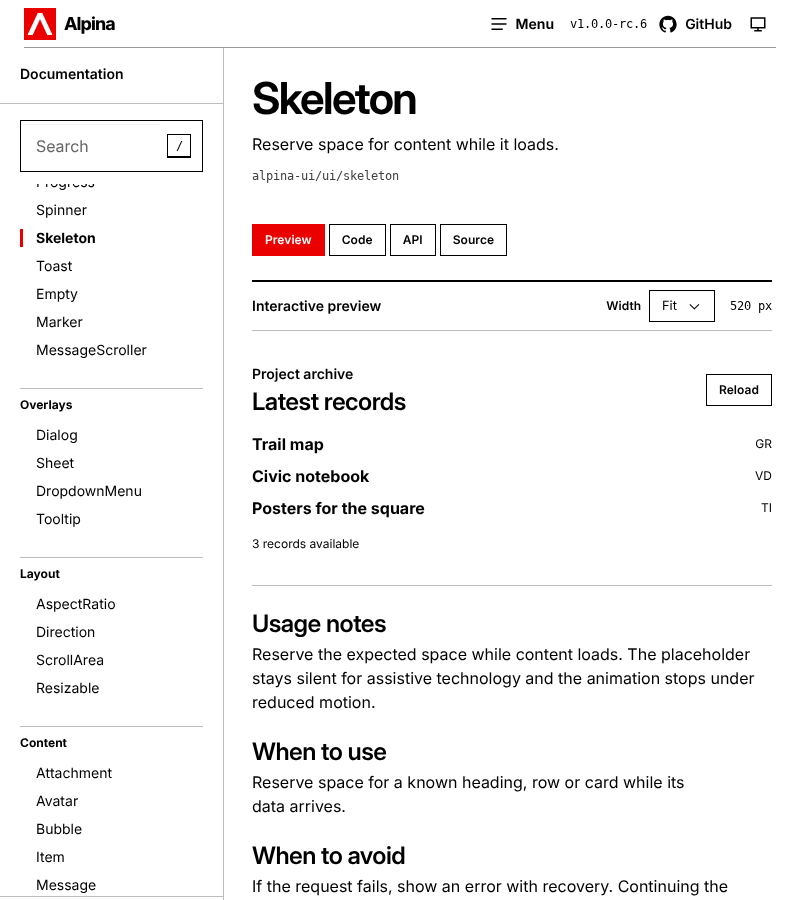 Alpina
Menu
v1.0.0-rc.6
GitHub
Documentation
Search
/
Progress
Spinner
Skeleton
Toast
Empty
Marker
MessageScroller
Overlays
Dialog
Sheet
DropdownMenu
Tooltip
Layout
AspectRatio
Direction
ScrollArea
Resizable
Content
Attachment
Avatar
Bubble
Item
Message
Skeleton
Reserve space for content while it loads.
alpina-ui/ui/skeleton
Preview
Code
API
Source
Interactive preview
Width
Fit
520 px
Project archive
Latest records
Reload
Trail map
GR
Civic notebook
VD
Posters for the square
TI
3 records available
Usage notes
Reserve the expected space while content loads. The placeholder
stays silent for assistive technology and the animation stops under
reduced motion.
When to use
Reserve space for a known heading, row or card while its
data arrives.
When to avoid
If the request fails, show an error with recovery. Continuing the